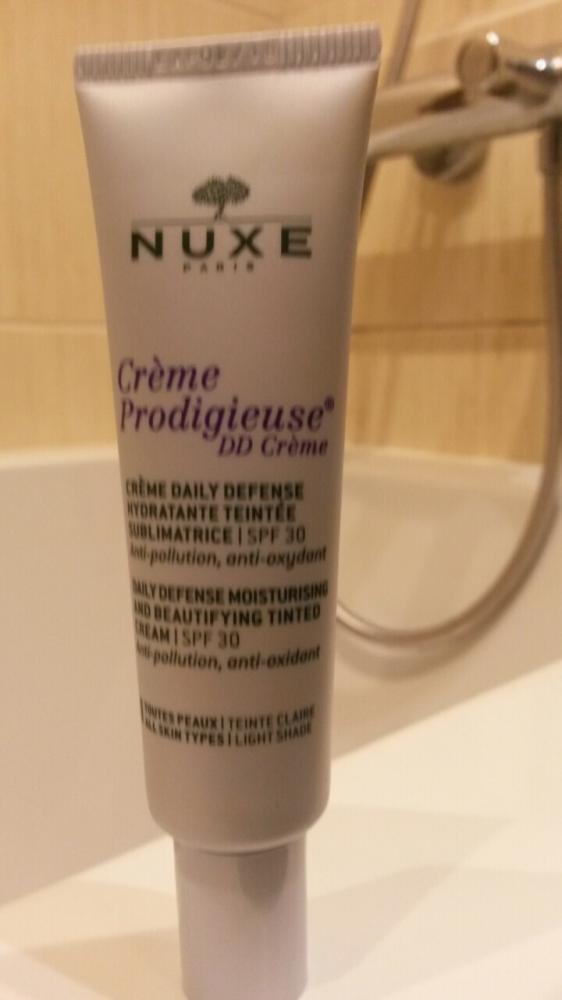 NUXE
PARIS
Crème
Prodigieuse®
DD Crème
CRÈME DAILY DEFENSE
HYDRATANTE TEINTÉE
SUBLIMATRICE | SPF 30
Anti-pollution, anti-oxydant
DAILY DEFENSE MOISTURISING
AND BEAUTIFYING TINTED
CREAM | SPF 30
Anti-pollution, anti-oxidant
TOUTES PEAUX | TEINTE CLAIRE
ALL SKIN TYPES | LIGHT SHADE